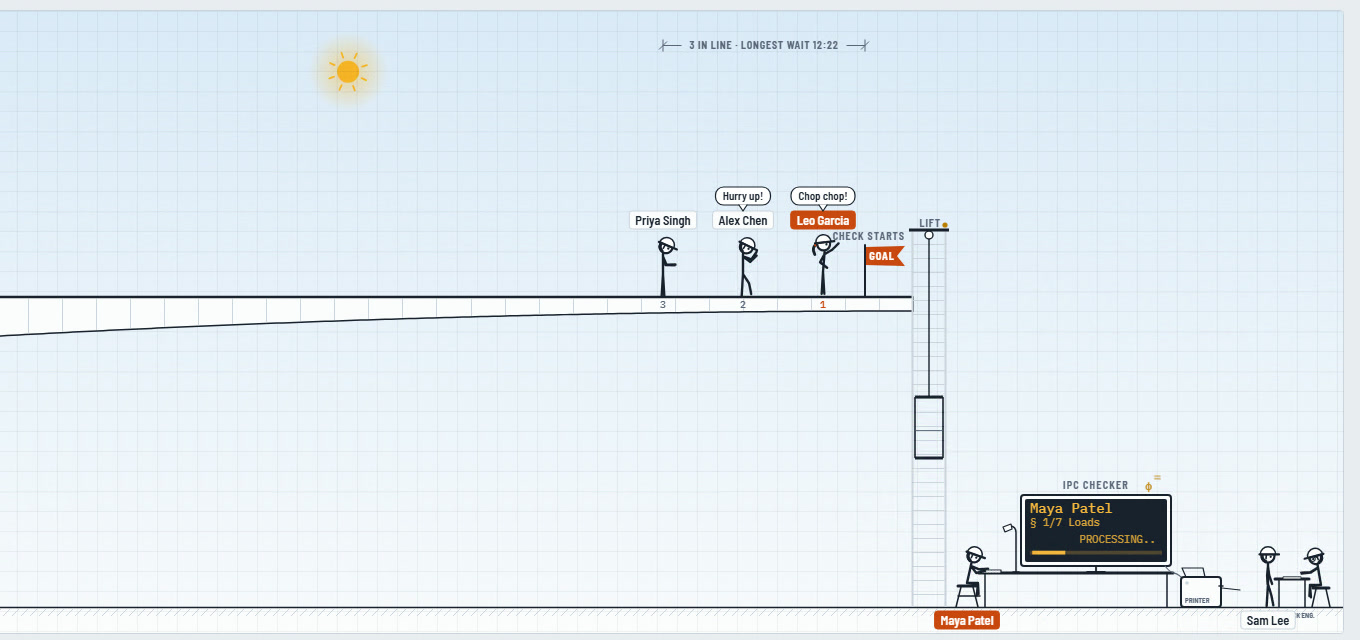 3 IN LINE · LONGEST WAIT 12:22
Hurry up!
Chop chop!
Priya Singh
Alex Chen
Leo Garcia
LIFT
CHECK STARTS
GOAL
3
2
1
IPC CHECKER
Maya Patel
§ 1/7 Loads
PROCESSING..
PRINTER
Maya Patel
Sam Lee
ENG.